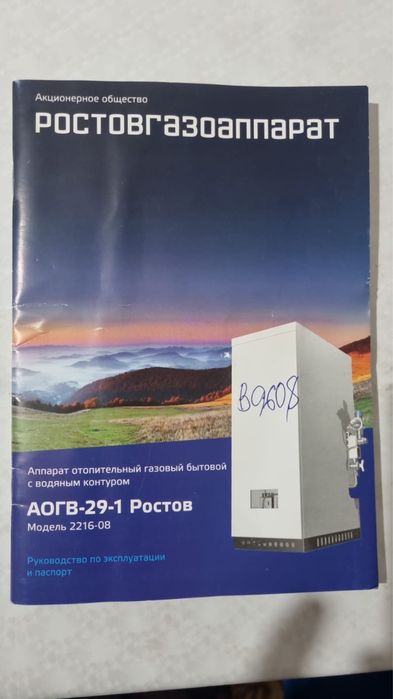 Акционерное общество
РОСТОВГАЗОАППАРАТ
В9608
Аппарат отопительный газовый бытовой
с водяным контуром
АОГВ-29-1 Ростов
Модель 2216-08
Руководство по эксплуатации
и паспорт